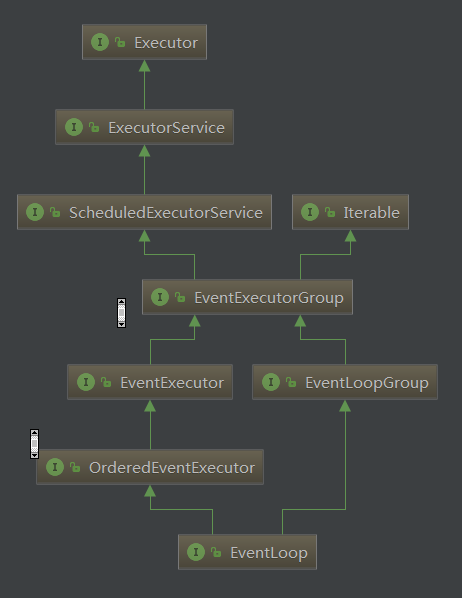 I Executor
I ExecutorService
I ScheduledExecutorService
I Iterable
I EventExecutorGroup
I EventExecutor
I EventLoopGroup
I OrderedEventExecutor
I EventLoop